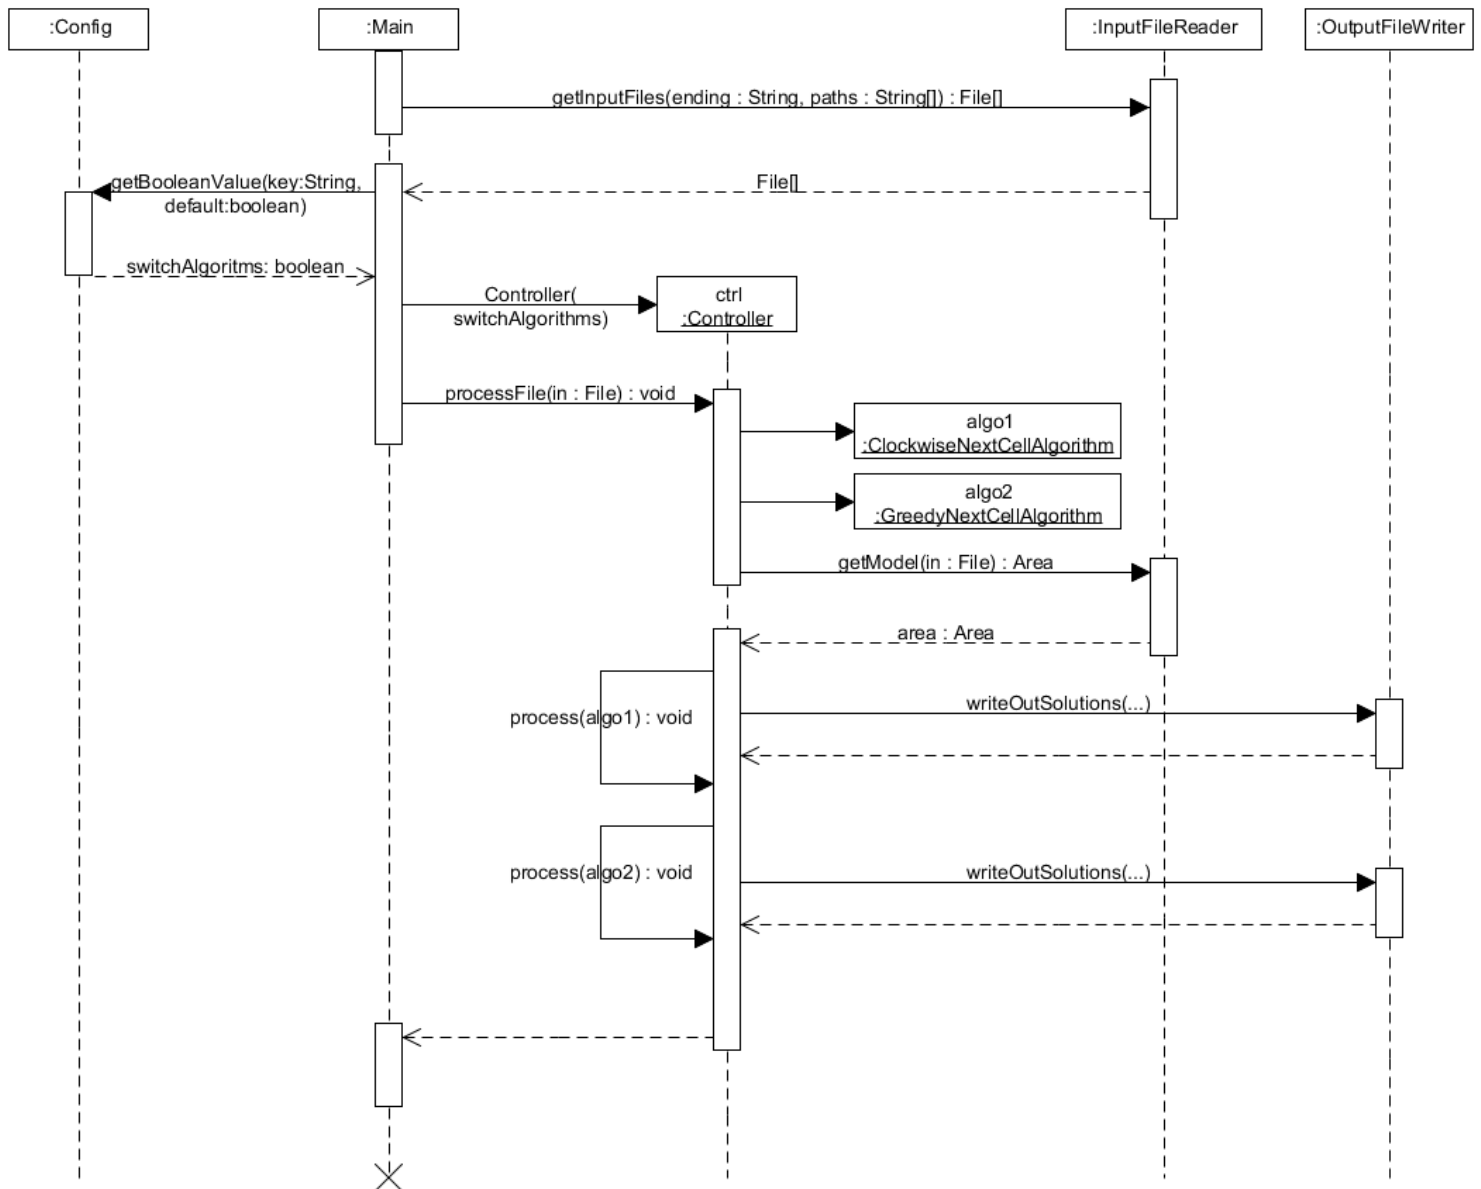 :Config
:Main
:InputFileReader
:OutputFileWriter
getInputFiles(ending : String, paths : String[]) : File[]
getBooleanValue(key:String,
default:boolean)
File[]
switchAlgoritms: boolean
Controller(
switchAlgorithms)
ctrl
:Controller
processFile(in : File) : void
algo1
:ClockwiseNextCellAlgorithm
algo2
:GreedyNextCellAlgorithm
getModel(in : File) : Area
area : Area
process(algo1) : void
writeOutSolutions(...)
process(algo2) : void
writeOutSolutions(...)